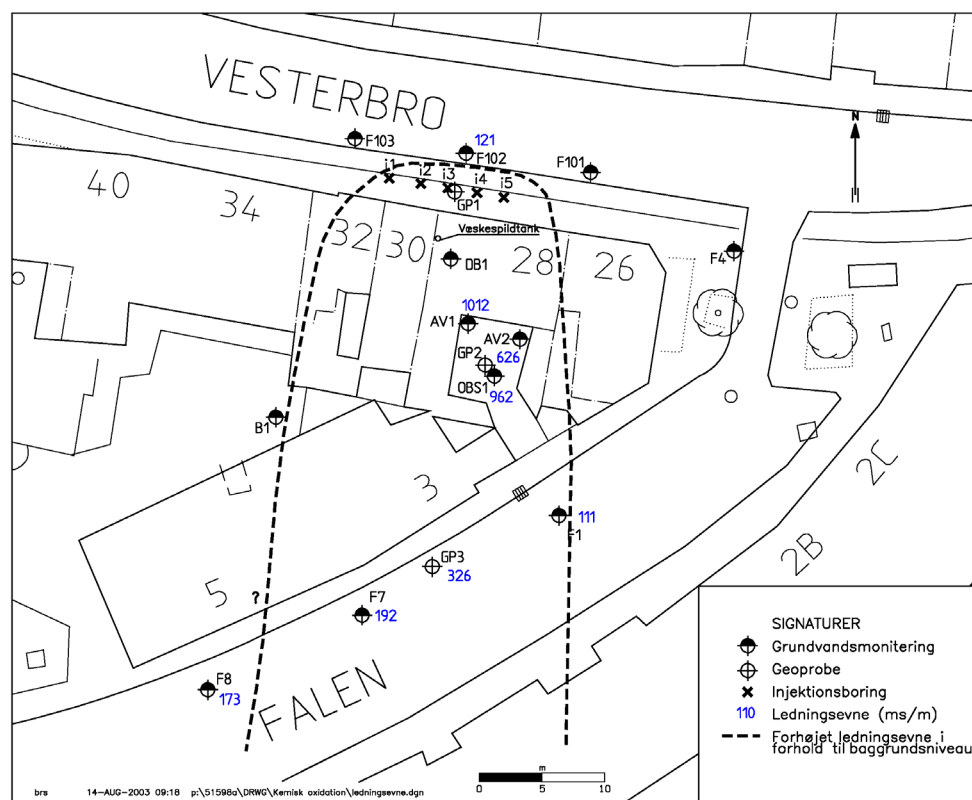 VESTERBRO
F103
121
F102
F101
i1
i2
i3
i4
i5
GP1
N
40
34
32
30
Væskespildtank
28
26
F4
DB1
1012
AV1
AV2
GP2
626
OBS1
962
B1
3
2C
111
F1
2B
GP3
326
5
?
F7
192
F8
173
FALEN
SIGNATURER
Grundvandsmonitering
Geoprobe
Injektionsboring
110 Ledningsevne (ms/m)
Forhøjet ledningsevne i
forhold til baggrundsniveau
m
0 5 10
brs 14-AUG-2003 09:18 p:\51598a\DRWG\Kemisk oxidation\ledningsevne.dgn